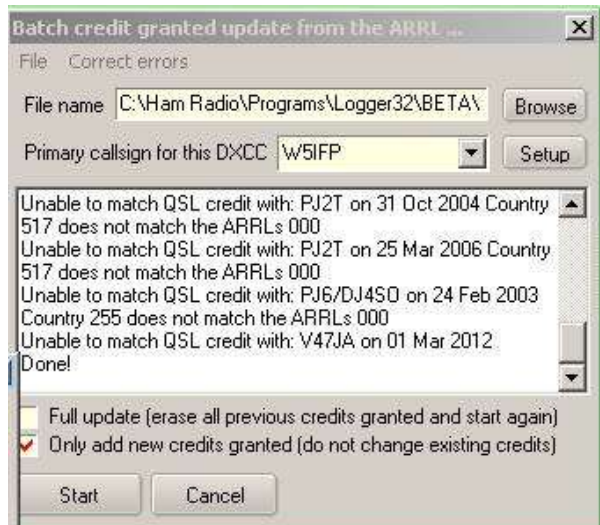 Batch credit granted update from the ARRL ...
File Correct errors
File name C:\Ham Radio\Programs\Logger32\BETA\ Browse
Primary callsign for this DXCC W5IFP Setup
Unable to match QSL credit with: PJ2T on 31 Oct 2004 Country
517 does not match the ARRLs 000
Unable to match QSL credit with: PJ2T on 25 Mar 2006 Country
517 does not match the ARRLs 000
Unable to match QSL credit with: PJ6/DJ4SO on 24 Feb 2003
Country 255 does not match the ARRLs 000
Unable to match QSL credit with: V47JA on 01 Mar 2012
Done!
Full update (erase all previous credits granted and start again)
Only add new credits granted (do not change existing credits)
Start Cancel